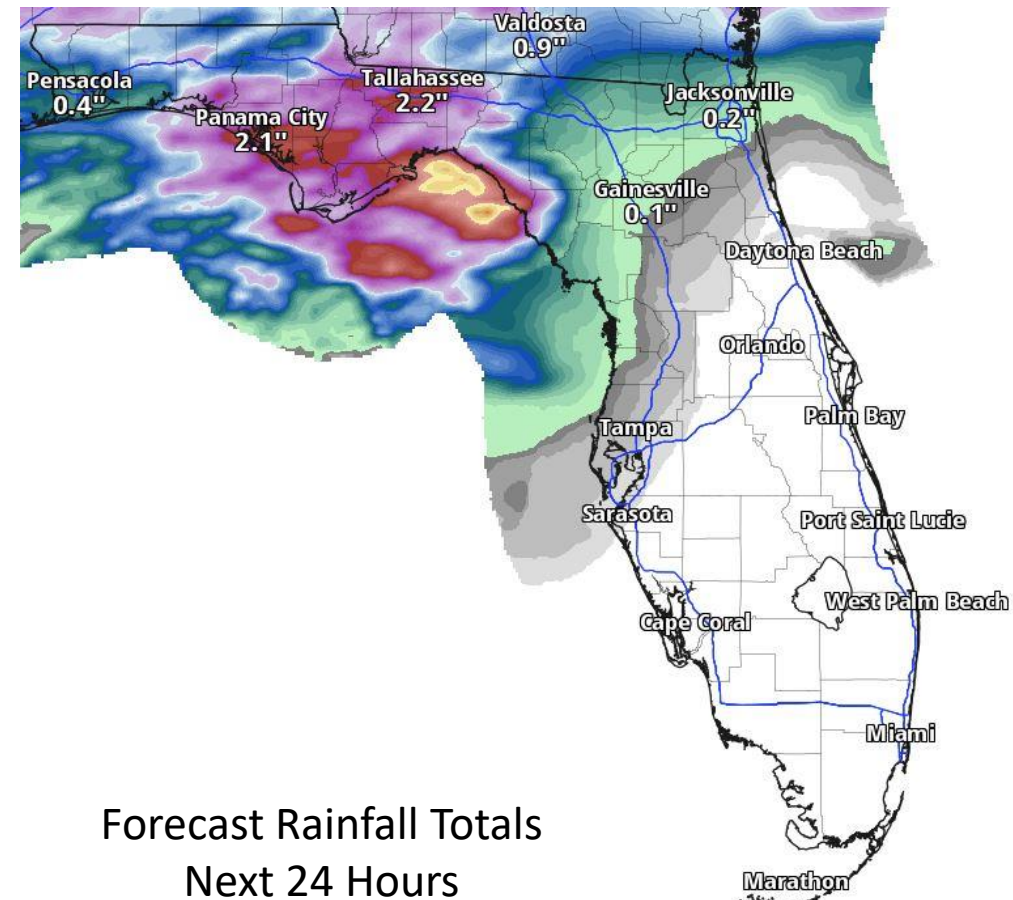 Valdosta
0.9"
Pensacola
0.4"
Tallahassee
2.2"
Jacksonville
0.2"
Panama City
2.1"
Gainesville
0.1"
Daytona Beach
Orlando
Palm Bay
Tampa
Sarasota
Port Saint Lucie
West Palm Beach
Cape Coral
Miami
Forecast Rainfall Totals
Next 24 Hours
Marathon